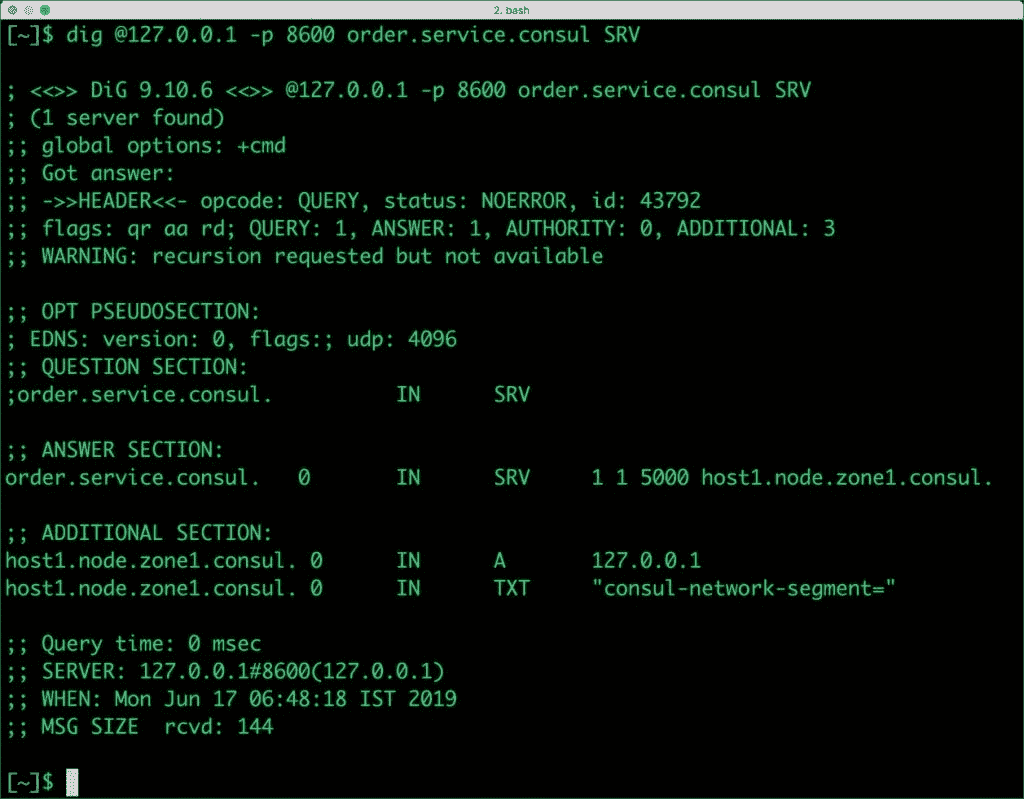 2. bash
[~]$ dig @127.0.0.1 -p 8600 order.service.consul SRV
; <<>> DiG 9.10.6 <<>> @127.0.0.1 -p 8600 order.service.consul SRV
; (1 server found)
;; global options: +cmd
;; Got answer:
;; ->>HEADER<<- opcode: QUERY, status: NOERROR, id: 43792
;; flags: qr aa rd; QUERY: 1, ANSWER: 1, AUTHORITY: 0, ADDITIONAL: 3
;; WARNING: recursion requested but not available
;; OPT PSEUDOSECTION:
; EDNS: version: 0, flags:; udp: 4096
;; QUESTION SECTION:
;order.service.consul. IN SRV
;; ANSWER SECTION:
order.service.consul. 0 IN SRV 1 1 5000 host1.node.zone1.consul.
;; ADDITIONAL SECTION:
host1.node.zone1.consul. 0 IN A 127.0.0.1
host1.node.zone1.consul. 0 IN TXT "consul-network-segment="
;; Query time: 0 msec
;; SERVER: 127.0.0.1#8600(127.0.0.1)
;; WHEN: Mon Jun 17 06:48:18 IST 2019
;; MSG SIZE rcvd: 144
[~]$